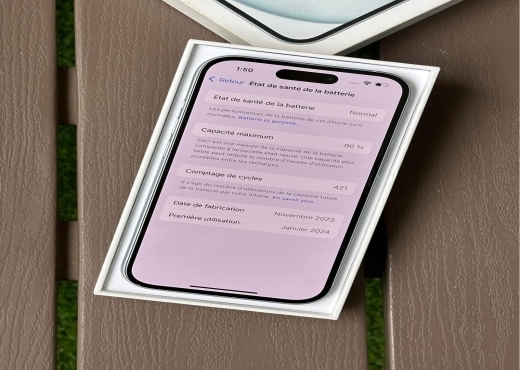 1:50
Retour État de santé de la batterie
État de santé de la batterie Normal
Les performances de la batterie de cet iPhone sont
normales. Batterie et garantie
Capacité maximum 90 %
Ceci est une mesure de la capacité de la batterie
comparée à lorsqu'elle était neuve. Une capacité plus
faible peut réduire le nombre d'heures d'utilisation
possibles entre les recharges.
Comptage de cycles 421
Il s'agit du nombre d'utilisations de la capacité totale
de la batterie par votre iPhone. En savoir plus
Date de fabrication Novembre 2023
Première utilisation Janvier 2024